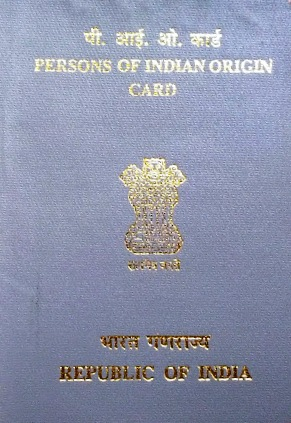 पी. आई. ओ. कार्ड
PERSONS OF INDIAN ORIGIN
CARD
सत्यमेव जयते
भारत गणराज्य
REPUBLIC OF INDIA